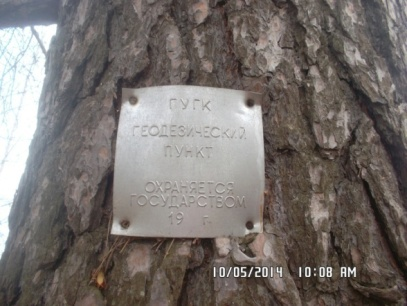 ГУГК
ГЕОДЕЗИЧЕСКИЙ
ПУНКТ
ОХРАНЯЕТСЯ
ГОСУДАРСТВОМ
19 г.
10/05/2014 10:08 AM